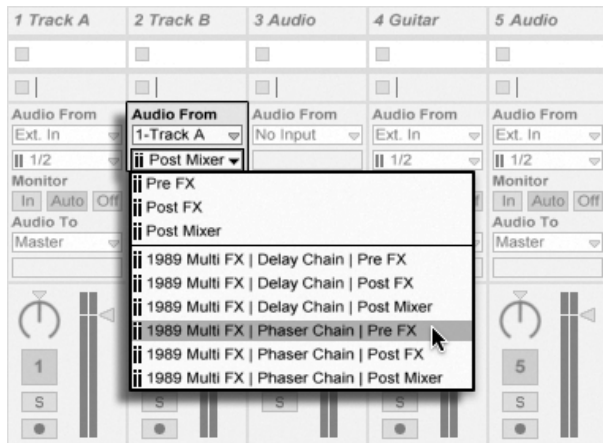 1 Track A 2 Track B 3 Audio 4 Guitar 5 Audio
Audio From Audio From Audio From Audio From Audio From
Ext. In 1-Track A No Input Ext. In Ext. In
1/2 Post Mixer 1/2 1/2
Monitor Pre FX Monitor
In Auto Off Post FX In Auto Off
Audio To Post Mixer Audio To
Master Master
1989 Multi FX | Delay Chain | Pre FX
1989 Multi FX | Delay Chain | Post FX
1989 Multi FX | Delay Chain | Post Mixer
1989 Multi FX | Phaser Chain | Pre FX
1 1989 Multi FX | Phaser Chain | Post FX 5
1989 Multi FX | Phaser Chain | Post Mixer
S S S S S